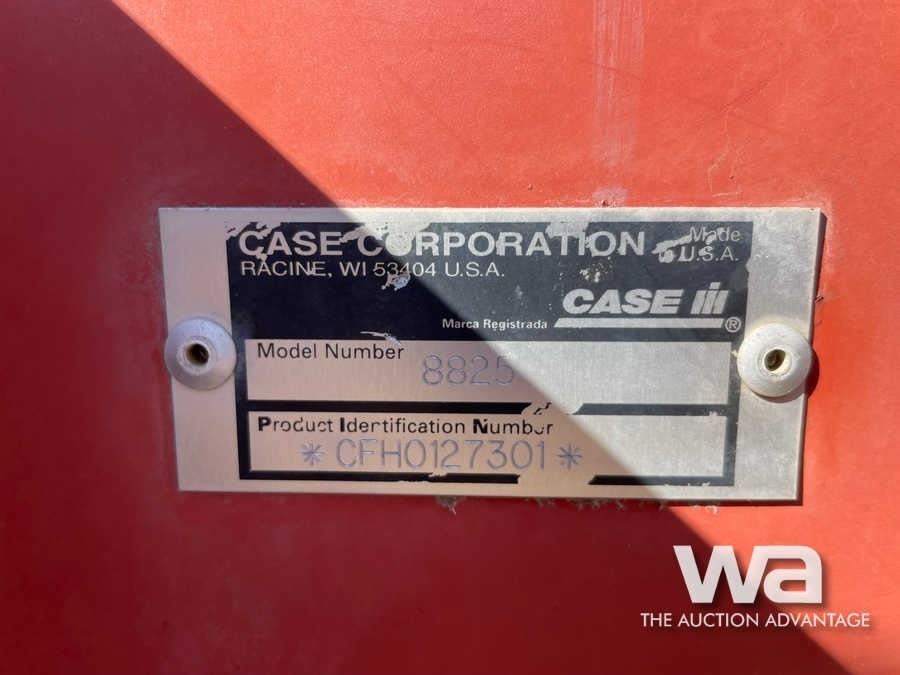 CASE CORPORATION
Made
RACINE, WI 53404 U.S.A.
U.S.A.
CASE IH
Marca Registrada ®
Model Number
8825
Product Identification Number
*CFH0127301*
wa
THE AUCTION ADVANTAGE